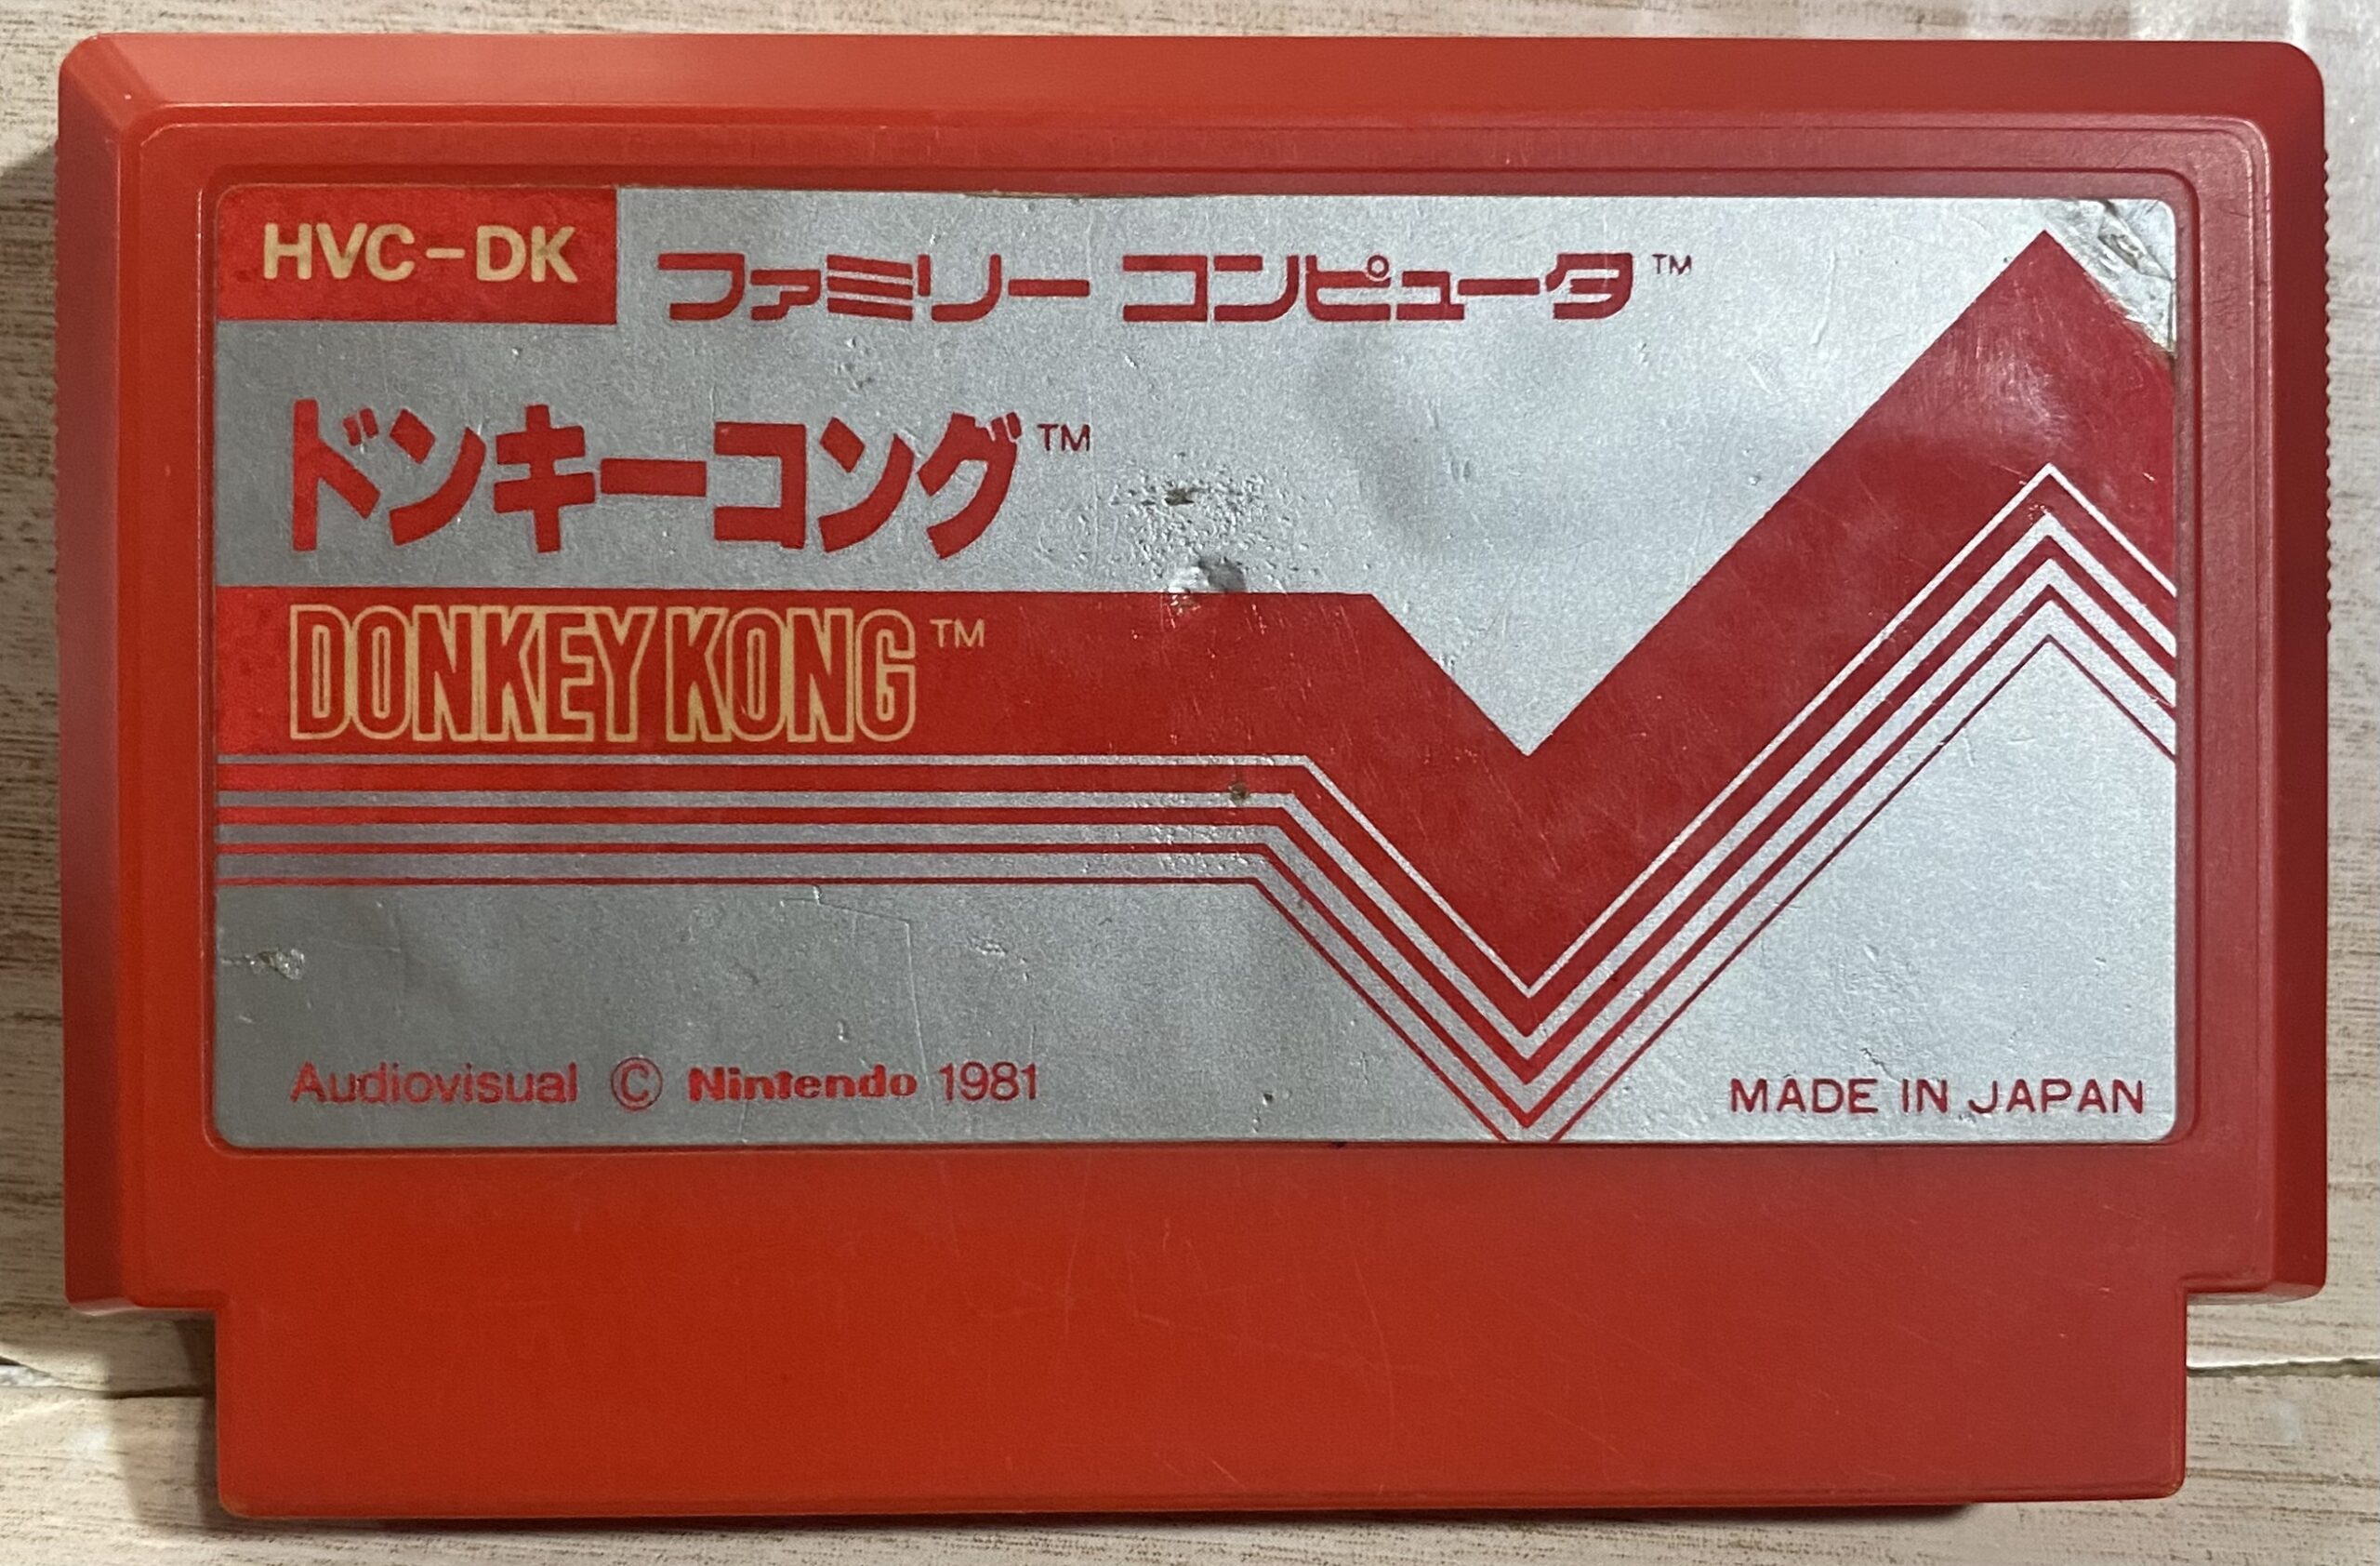 HVC-DK
ファミリー コンピュータ™
ドンキーコング™
DONKEY KONG™
Audiovisual © Nintendo 1981
MADE IN JAPAN